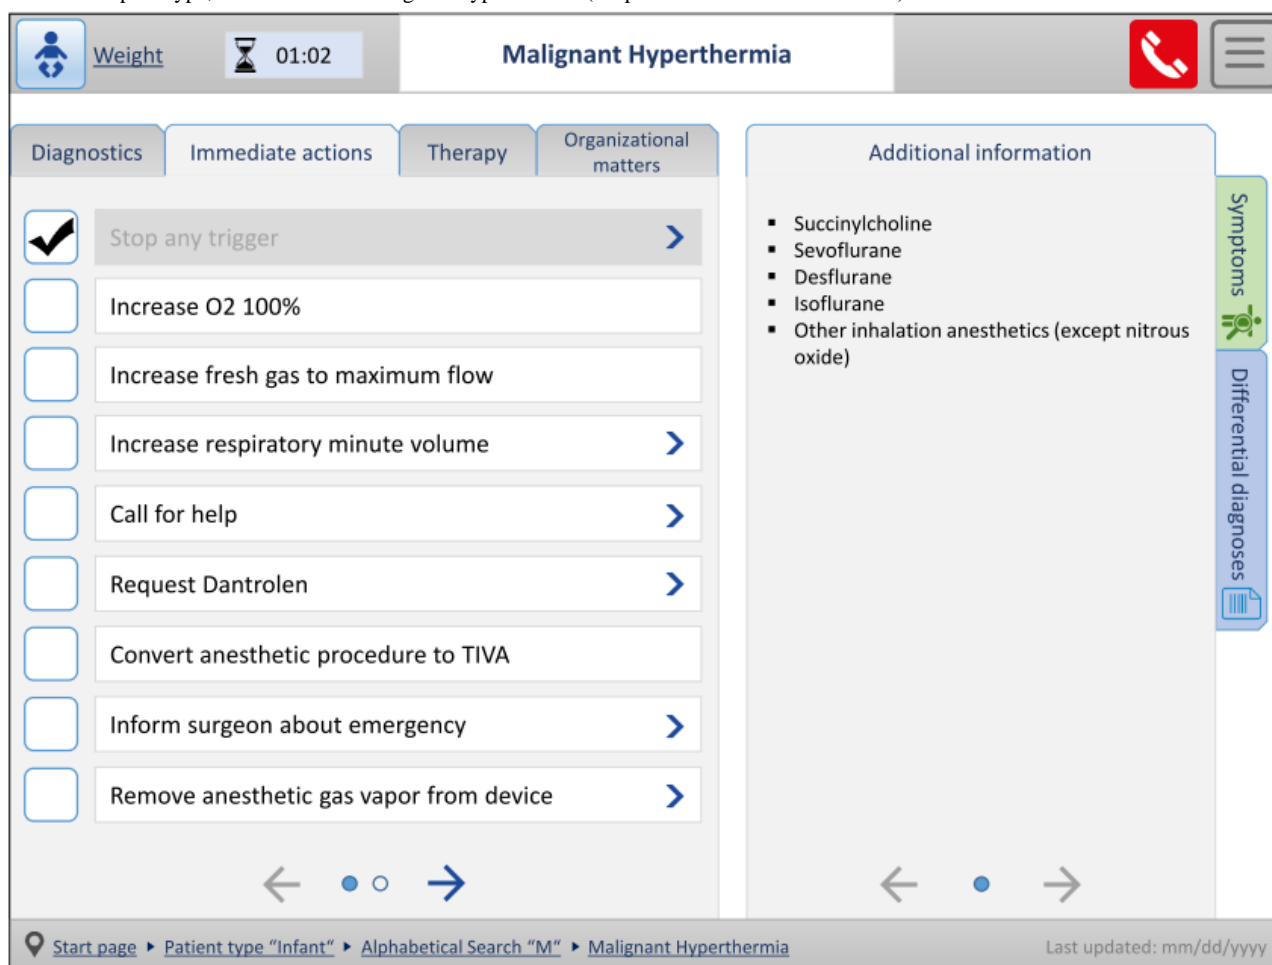 Weight
01:02
Malignant Hyperthermia
Diagnostics
Immediate actions
Therapy
Organizational
matters
Stop any trigger
Increase O2 100%
Increase fresh gas to maximum flow
Increase respiratory minute volume
Call for help
Request Dantrolen
Convert anesthetic procedure to TIVA
Inform surgeon about emergency
Remove anesthetic gas vapor from device
Additional information
▪ Succinylcholine
▪ Sevoflurane
▪ Desflurane
▪ Isoflurane
▪ Other inhalation anesthetics (except nitrous
oxide)
Symptoms
Differential diagnoses
Start page ▸ Patient type “Infant“ ▸ Alphabetical Search “M“ ▸ Malignant Hyperthermia
Last updated: mm/dd/yyyy